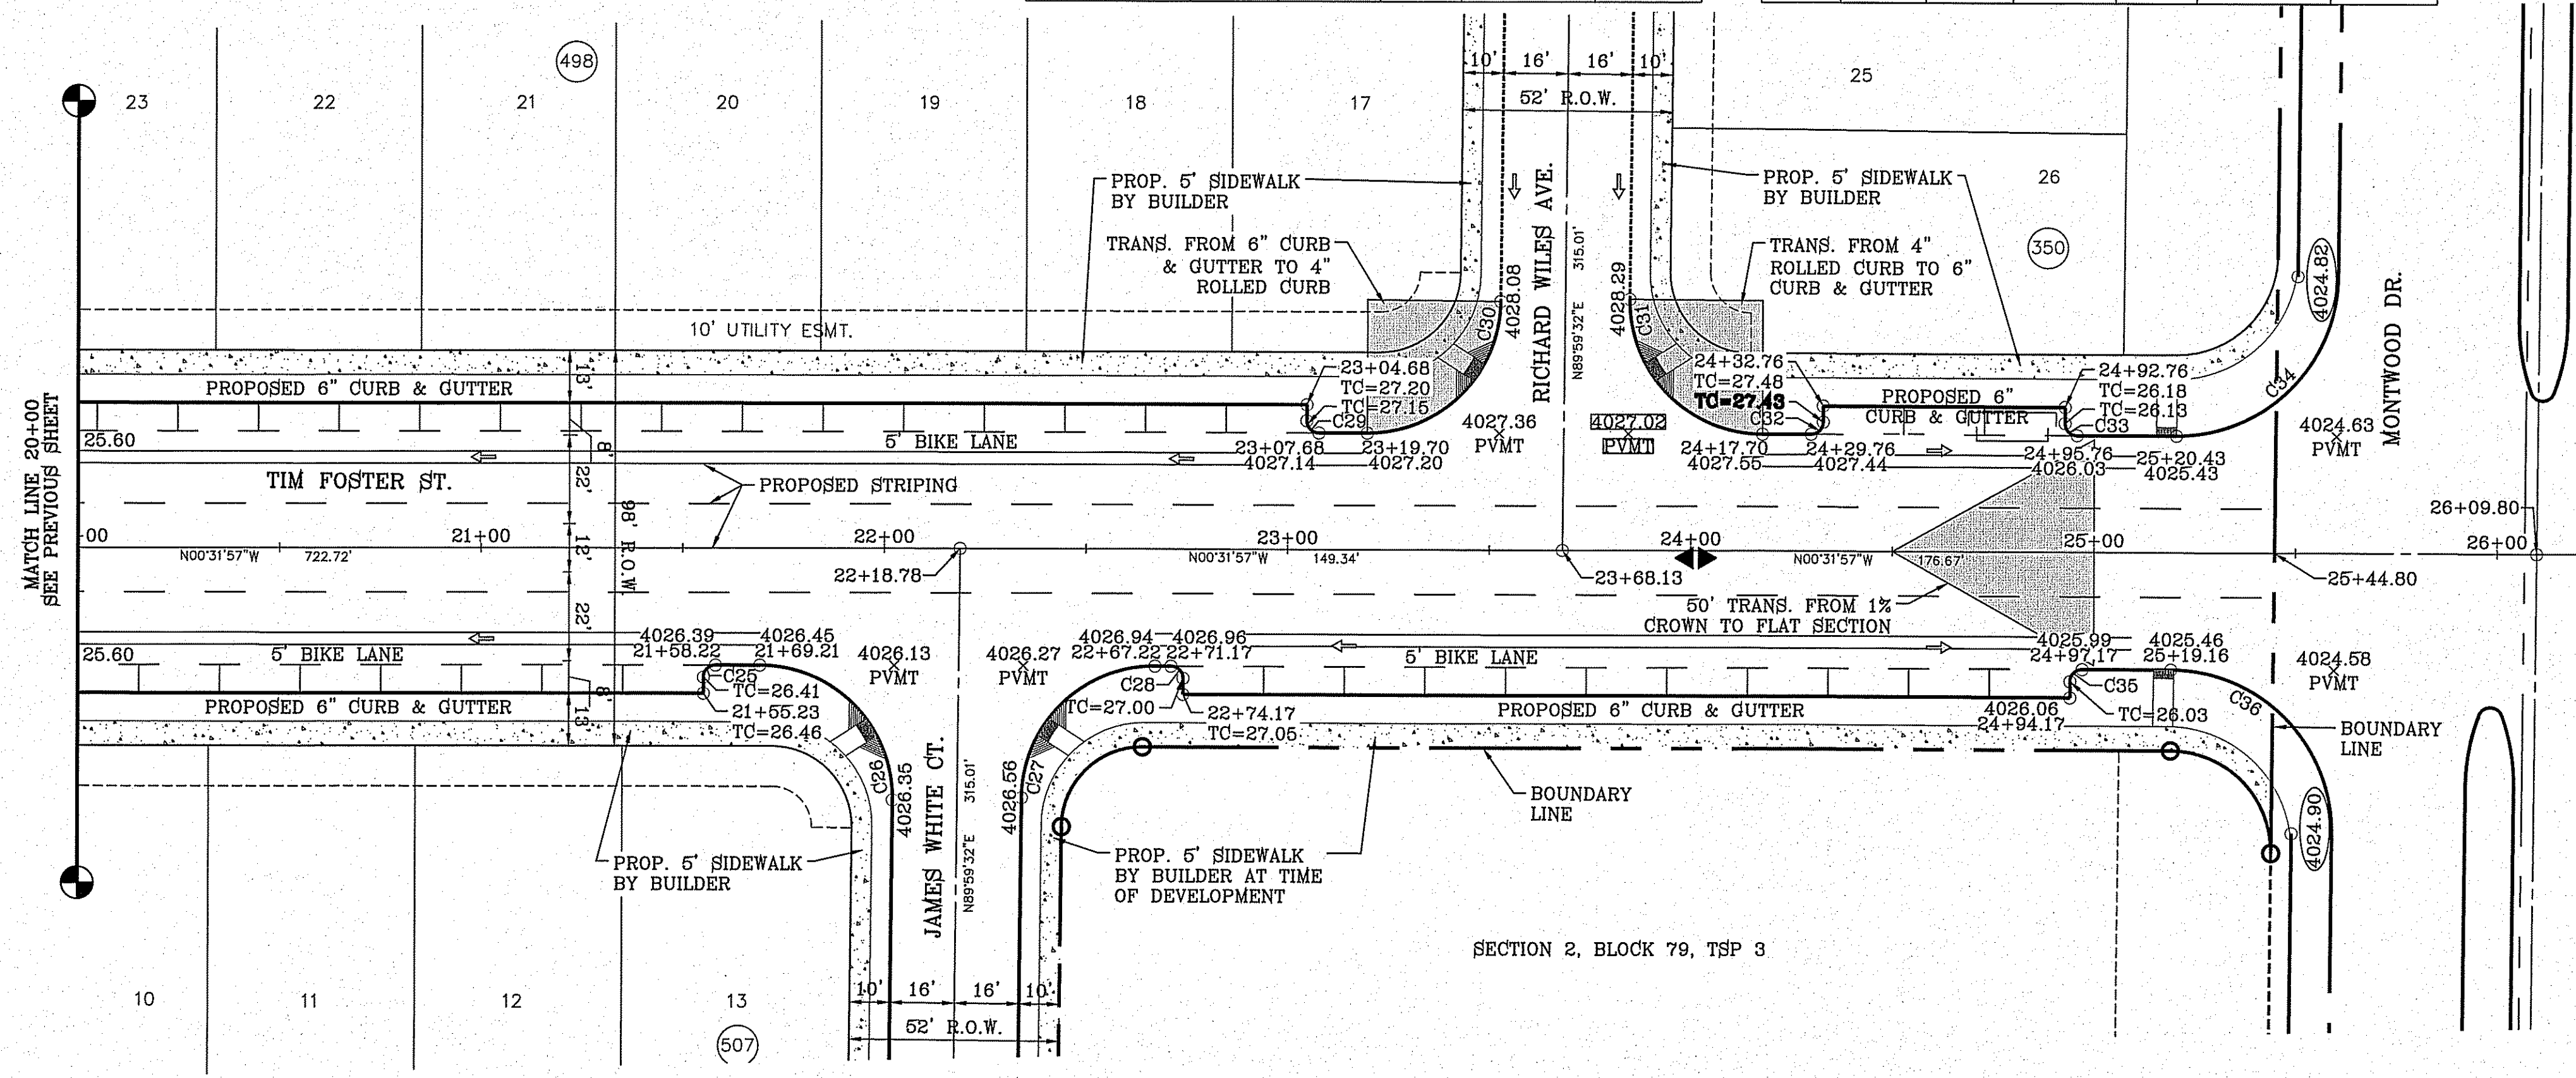 498
23
22
21
20
19
18
17
10' 16' 16' 10'
52' R.O.W.
25
26
350
PROP. 5' SIDEWALK
BY BUILDER
TRANS. FROM 6" CURB
& GUTTER TO 4"
ROLLED CURB
RICHARD WILES AVE.
N89°59'32"E 315.01'
4028.08
4028.29
C30
C31
PROP. 5' SIDEWALK
BY BUILDER
TRANS. FROM 4"
ROLLED CURB TO 6"
CURB & GUTTER
4024.82
MONTWOOD DR.
C34
10' UTILITY ESMT.
PROPOSED 6" CURB & GUTTER
13'
23+04.68
TC=27.20
TC=27.15
C29
24+32.76
TC=27.48
TC=27.43
C32
PROPOSED 6"
CURB & GUTTER
24+92.76
TC=26.18
TC=26.13
C33
25.60
5' BIKE LANE
8'
23+07.68
4027.14
23+19.70
4027.20
4027.36
PVMT
4027.02
PVMT
24+17.70
4027.55
24+29.76
4027.44
24+95.76
4026.03
25+20.43
4025.43
4024.63
PVMT
MATCH LINE 20+00
SEE PREVIOUS SHEET
TIM FOSTER ST.
22'
PROPOSED STRIPING
98' R.O.W.
12'
00
21+00
22+00
23+00
24+00
25+00
26+00
26+09.80
N00°31'57"W 722.72'
N00°31'57"W 149.34'
N00°31'57"W 176.67'
22+18.78
23+68.13
25+44.80
50' TRANS. FROM 1%
CROWN TO FLAT SECTION
22'
25.60
5' BIKE LANE
8'
13'
4026.39
21+58.22
4026.45
21+69.21
4026.13
PVMT
4026.27
PVMT
4026.94
22+67.22
4026.96
22+71.17
5' BIKE LANE
4025.99
24+97.17
4025.46
25+19.16
4024.58
PVMT
PROPOSED 6" CURB & GUTTER
C25
TC=26.41
21+55.23
TC=26.46
C28
TC=27.00
22+74.17
TC=27.05
PROPOSED 6" CURB & GUTTER
4026.06
24+94.17
C35
TC=26.03
C36
BOUNDARY
LINE
C26
4026.35
JAMES WHITE CT.
N89°59'32"E 315.01'
4026.56
C27
BOUNDARY
LINE
4024.90
PROP. 5' SIDEWALK
BY BUILDER
PROP. 5' SIDEWALK
BY BUILDER AT TIME
OF DEVELOPMENT
SECTION 2, BLOCK 79, TSP 3
10
11
12
13
507
10' 16' 16' 10'
52' R.O.W.